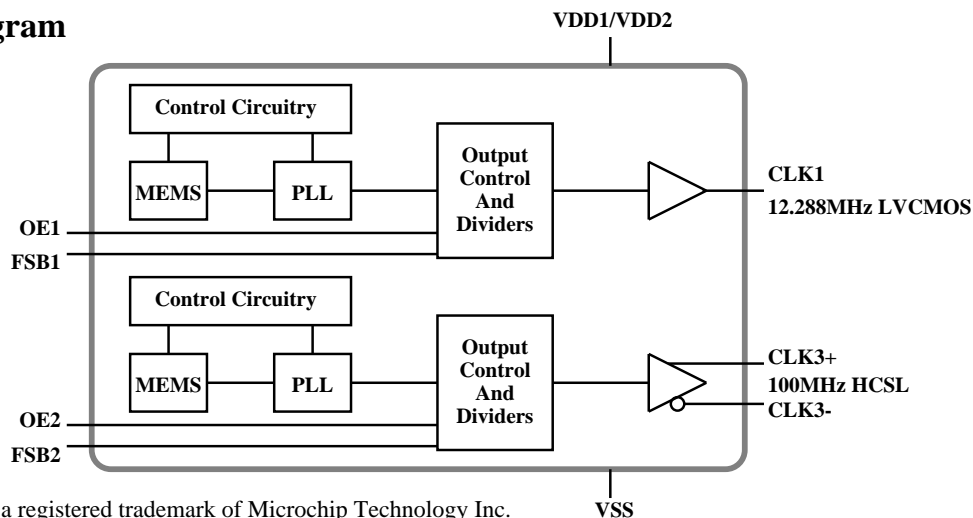 gram
VDD1/VDD2
Control Circuitry
MEMS
PLL
Output
Control
And
Dividers
CLK1
12.288MHz LVCMOS
OE1
FSB1
Control Circuitry
MEMS
PLL
Output
Control
And
Dividers
CLK3+
100MHz HCSL
CLK3-
OE2
FSB2
a registered trademark of Microchip Technology Inc.
VSS